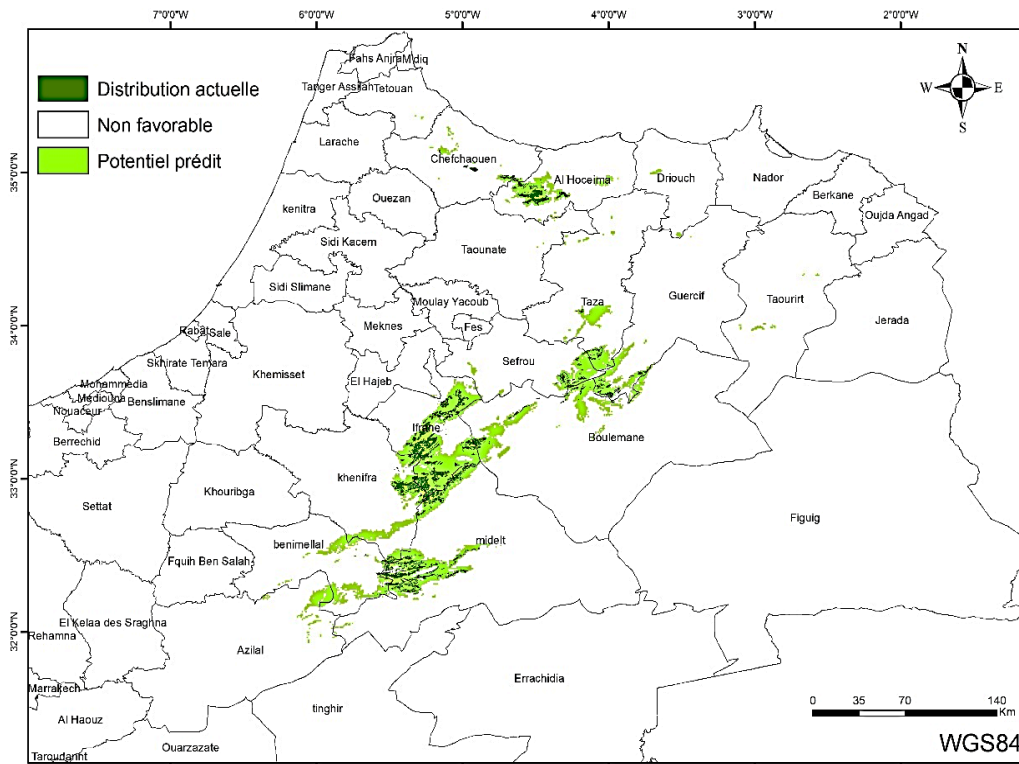 7°0'0"W 6°0'0"W 5°0'0"W 4°0'0"W 3°0'0"W 2°0'0"W
N
W E
S
Distribution actuelle
Non favorable
Potentiel prédit
Fahs Anjra M'diq
Tanger Assilah Tetouan
Larache
Chefchaouen
35°0'0"N
Al Hoceima
Driouch
Nador
Berkane
Ouezan
kenitra
Oujda Angad
Sidi Kacem
Taounate
Sidi Slimane
Guercif
Taourirt
Jerada
Moulay Yacoub
Taza
34°0'0"N
Rabat Sale
Meknes
Fes
Skhirate Temara
Khemisset
El Hajeb
Sefrou
Mohammédia
Médiouna
Benslimane
Nouaceur
Berrechid
Ifrane
Boulemane
33°0'0"N
Settat
Khouribga
khenifra
Figuig
benimellal
midelt
Fquih Ben Salah
32°0'0"N
El Kelaa des Sraghna
Rehamna
Azilal
Errachidia
Marrakech
Al Haouz
tinghir
0 35 70 140
Km
Ouarzazate
WGS84
Taroudannt